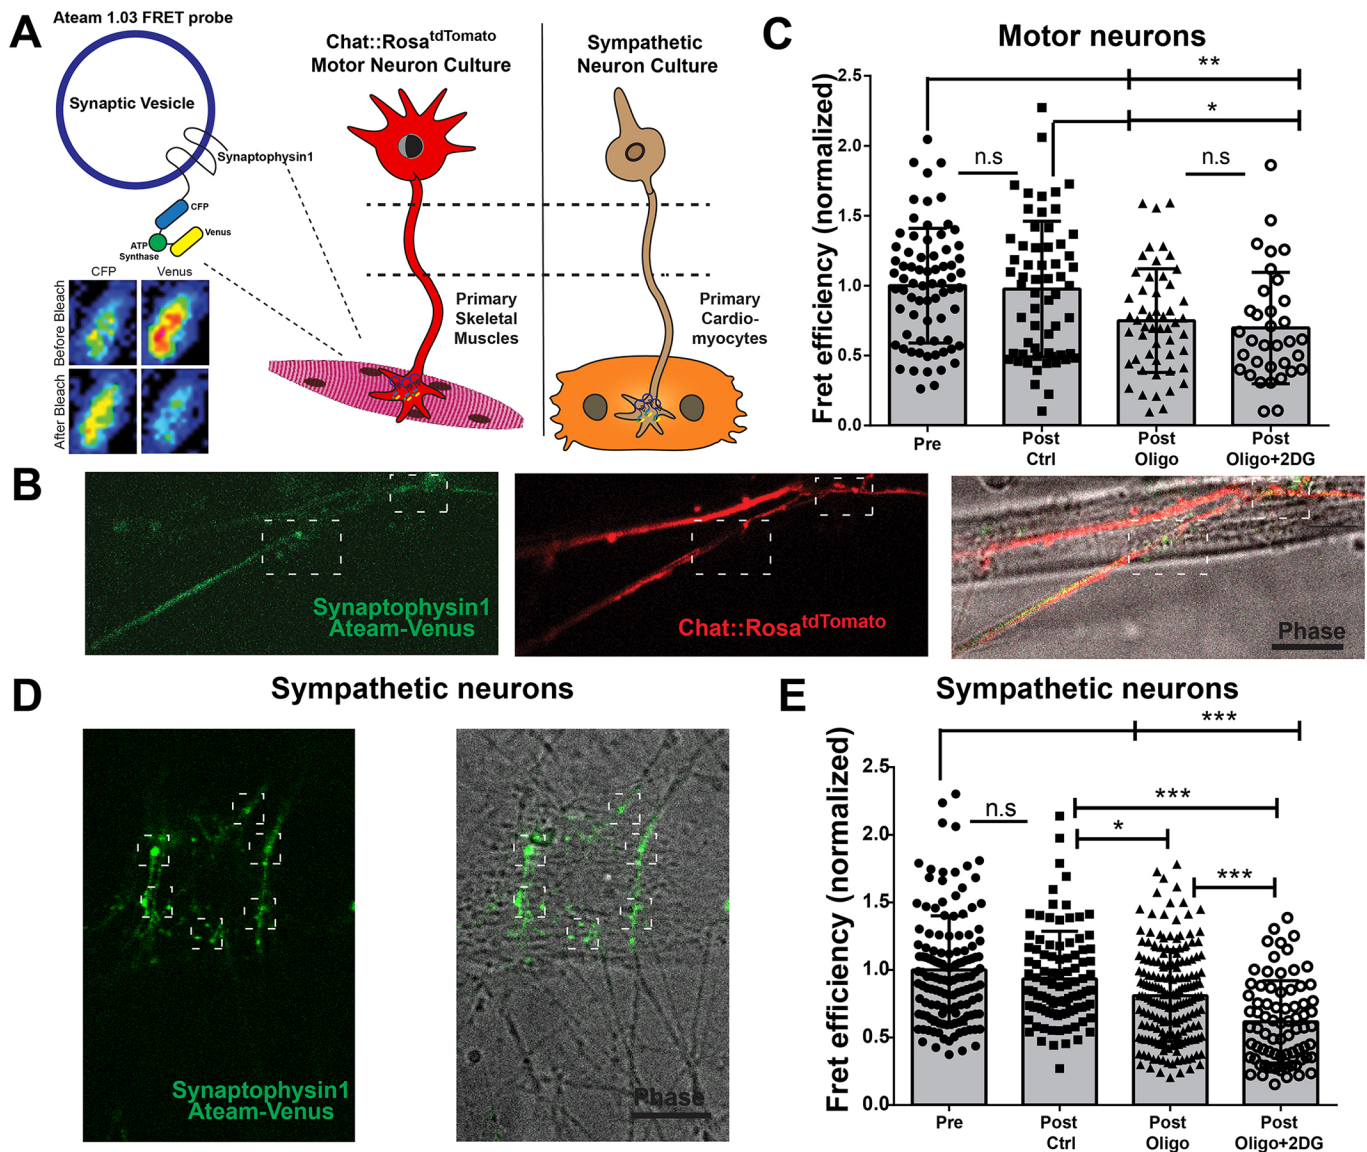 A
Ateam 1.03 FRET probe
Synaptic Vesicle
Synaptophysin1
CFP
Venus
ATP
Synthase
CFP Venus
Before Bleach
After Bleach
Chat::Rosa^tdTomato
Motor Neuron Culture
Primary
Skeletal
Muscles
Sympathetic
Neuron Culture
Primary
Cardio-
myocytes
C
Motor neurons
Fret efficiency (normalized)
2.5
2.0
1.5
1.0
0.5
0.0
**
*
n.s
n.s
Pre
Post
Ctrl
Post
Oligo
Post
Oligo+2DG
B
Synaptophysin1
Ateam-Venus
Chat::Rosa^tdTomato
Phase
D
Sympathetic neurons
Synaptophysin1
Ateam-Venus
Phase
E
Sympathetic neurons
Fret efficiency (normalized)
2.5
2.0
1.5
1.0
0.5
0.0
***
***
n.s
*
***
Pre
Post
Ctrl
Post
Oligo
Post
Oligo+2DG